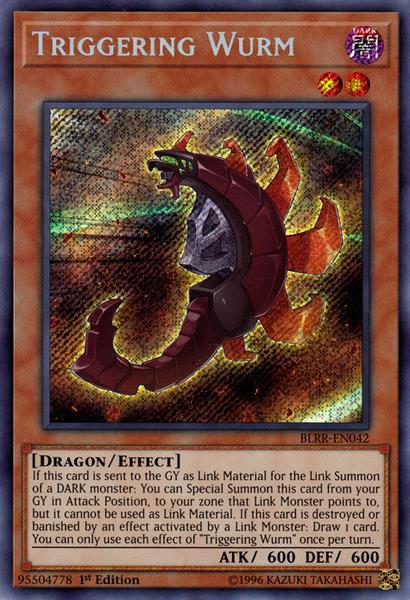 TRIGGERING WURM
DARK
闇
BLRR-EN042
[DRAGON/EFFECT]
If this card is sent to the GY as Link Material for the Link Summon
of a DARK monster: You can Special Summon this card from your
GY in Attack Position, to your zone that Link Monster points to,
but it cannot be used as Link Material. If this card is destroyed or
banished by an effect activated by a Link Monster: Draw 1 card.
You can only use each effect of "Triggering Wurm" once per turn.
ATK/ 600 DEF/ 600
95504778 1st Edition ©1996 KAZUKI TAKAHASHI